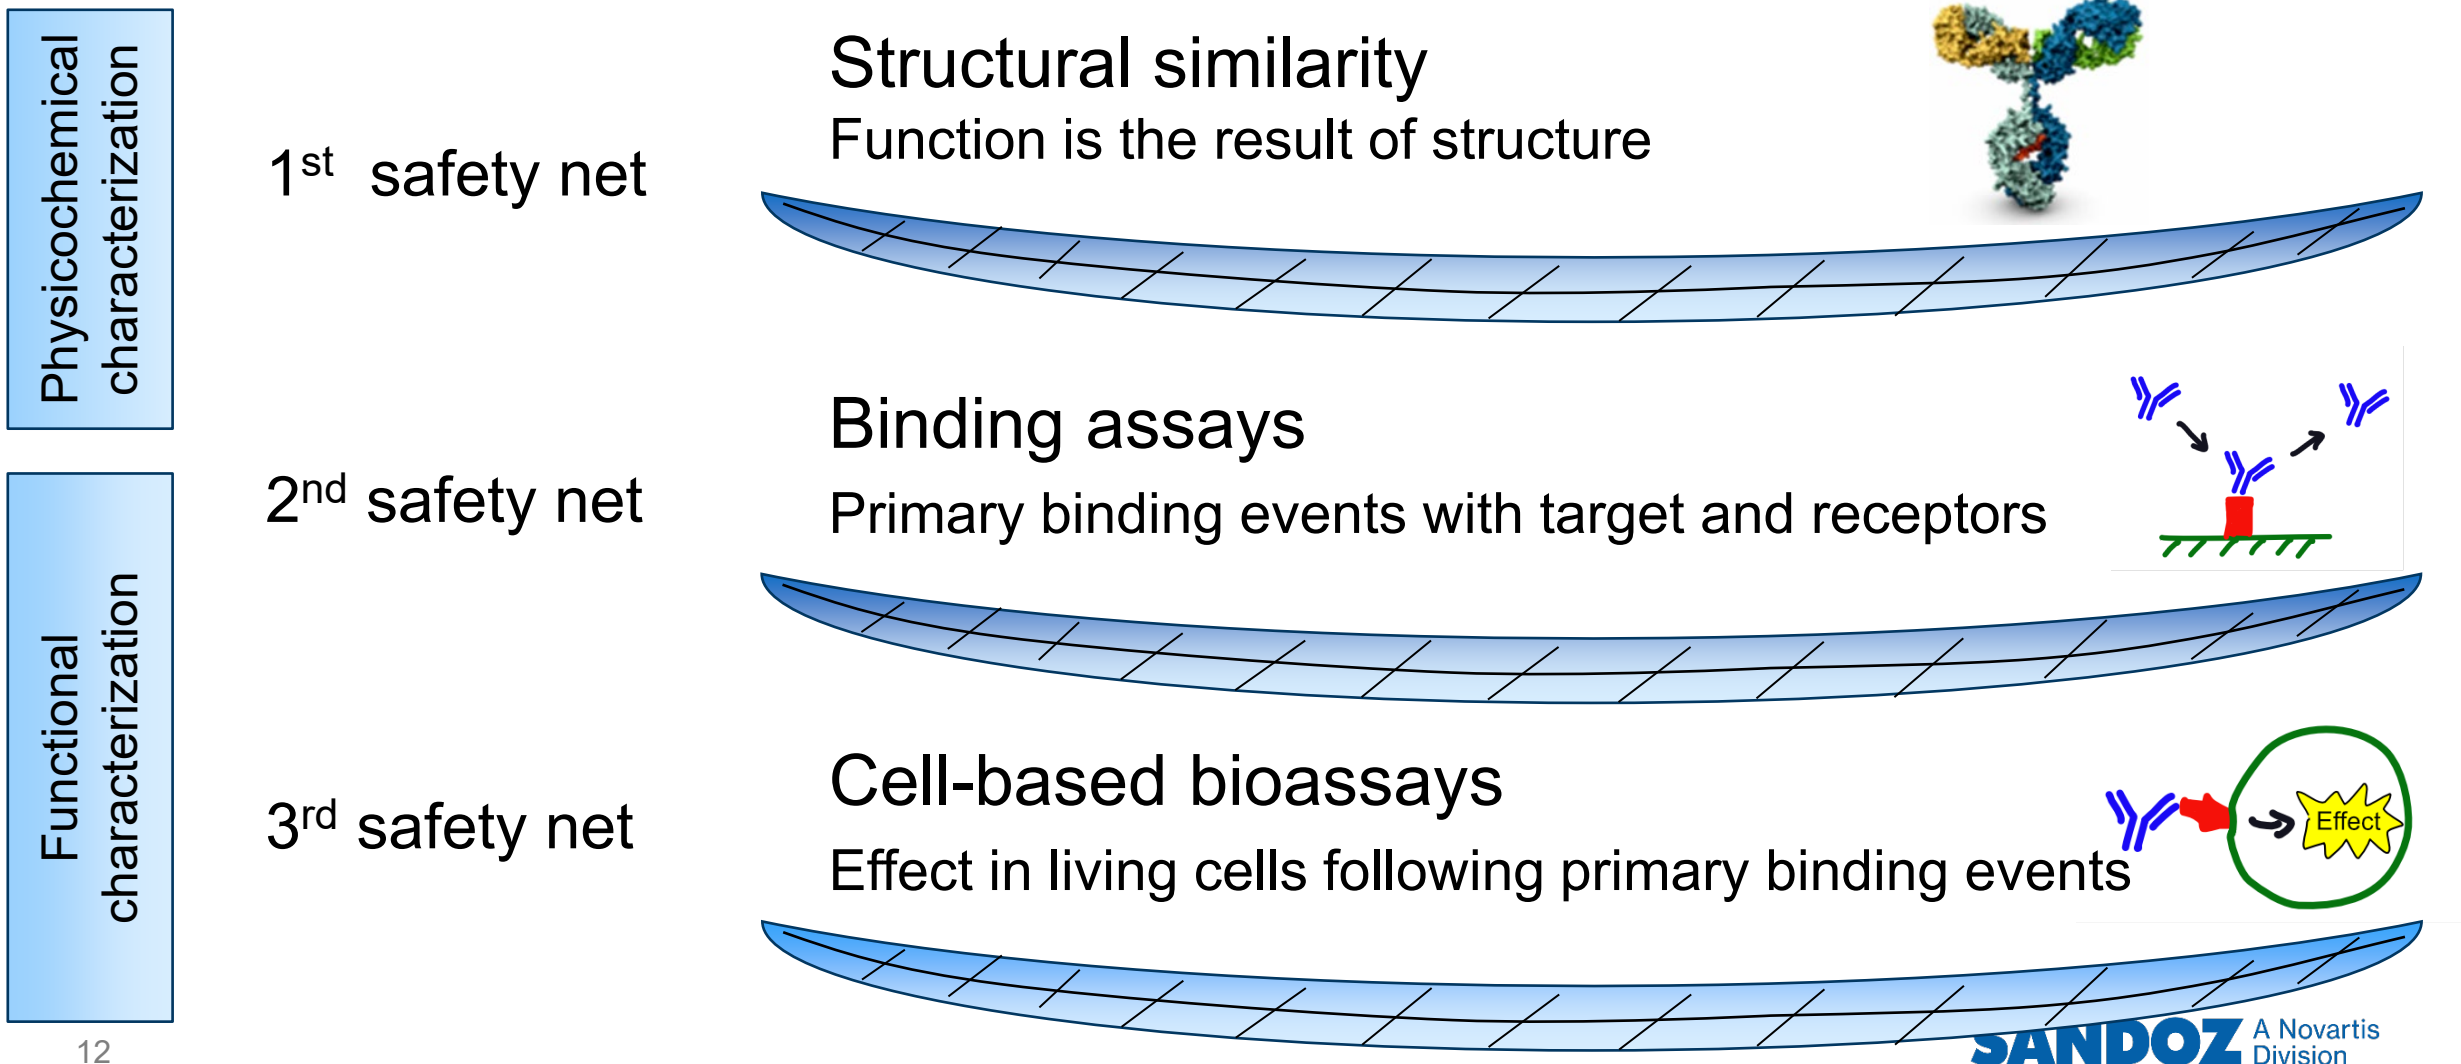 Physicochemical
characterization
1st safety net
Structural similarity
Function is the result of structure
2nd safety net
Binding assays
Primary binding events with target and receptors
Functional
characterization
3rd safety net
Cell-based bioassays
Effect in living cells following primary binding events
Effect
12
SANDOZ A Novartis
Division